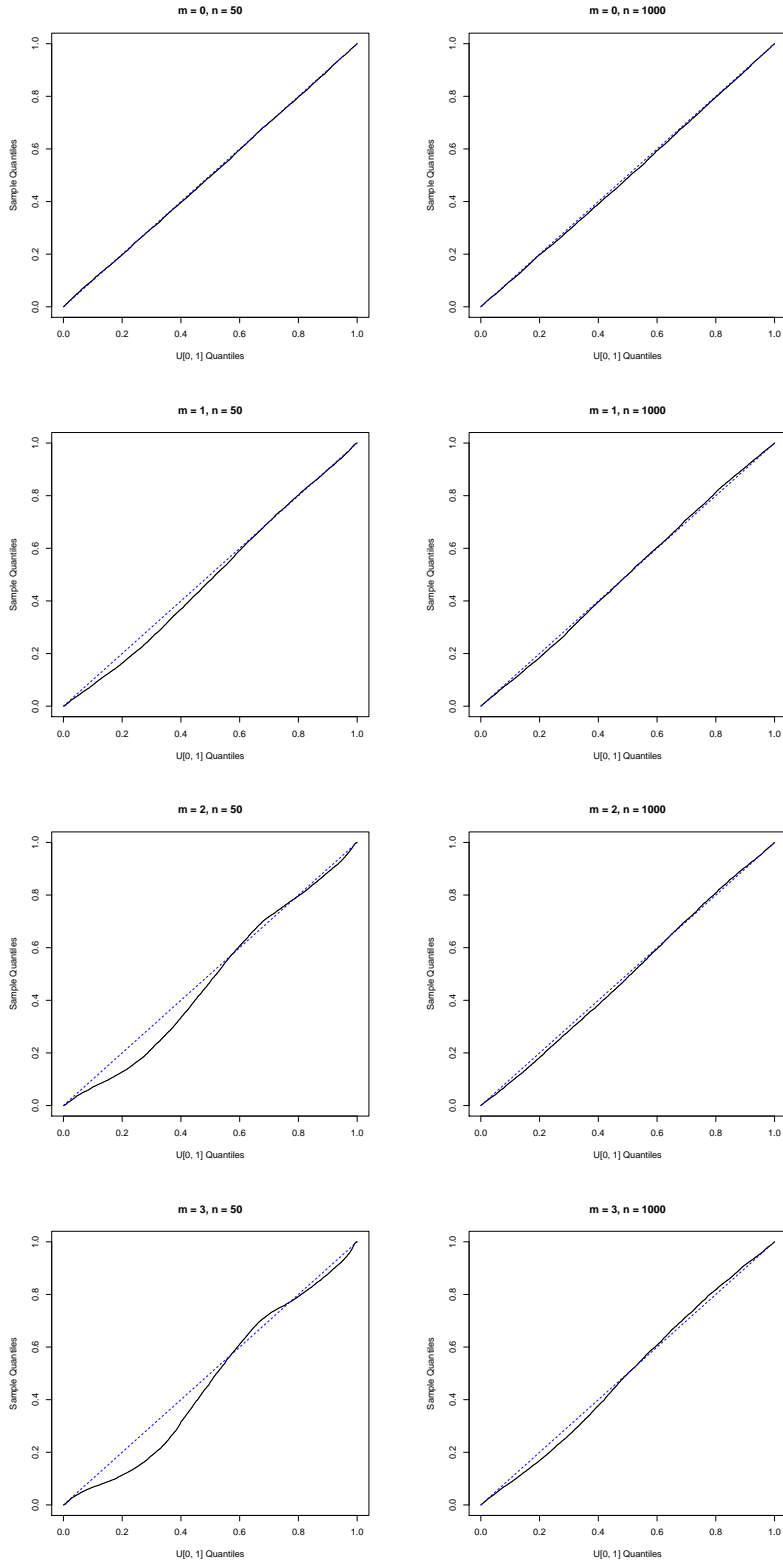 m = 0, n = 50
Sample Quantiles
0.0 0.2 0.4 0.6 0.8 1.0
0.0 0.2 0.4 0.6 0.8 1.0
U[0, 1] Quantiles
m = 0, n = 1000
Sample Quantiles
0.0 0.2 0.4 0.6 0.8 1.0
0.0 0.2 0.4 0.6 0.8 1.0
U[0, 1] Quantiles
m = 1, n = 50
Sample Quantiles
0.0 0.2 0.4 0.6 0.8 1.0
0.0 0.2 0.4 0.6 0.8 1.0
U[0, 1] Quantiles
m = 1, n = 1000
Sample Quantiles
0.0 0.2 0.4 0.6 0.8 1.0
0.0 0.2 0.4 0.6 0.8 1.0
U[0, 1] Quantiles
m = 2, n = 50
Sample Quantiles
0.0 0.2 0.4 0.6 0.8 1.0
0.0 0.2 0.4 0.6 0.8 1.0
U[0, 1] Quantiles
m = 2, n = 1000
Sample Quantiles
0.0 0.2 0.4 0.6 0.8 1.0
0.0 0.2 0.4 0.6 0.8 1.0
U[0, 1] Quantiles
m = 3, n = 50
Sample Quantiles
0.0 0.2 0.4 0.6 0.8 1.0
0.0 0.2 0.4 0.6 0.8 1.0
U[0, 1] Quantiles
m = 3, n = 1000
Sample Quantiles
0.0 0.2 0.4 0.6 0.8 1.0
0.0 0.2 0.4 0.6 0.8 1.0
U[0, 1] Quantiles